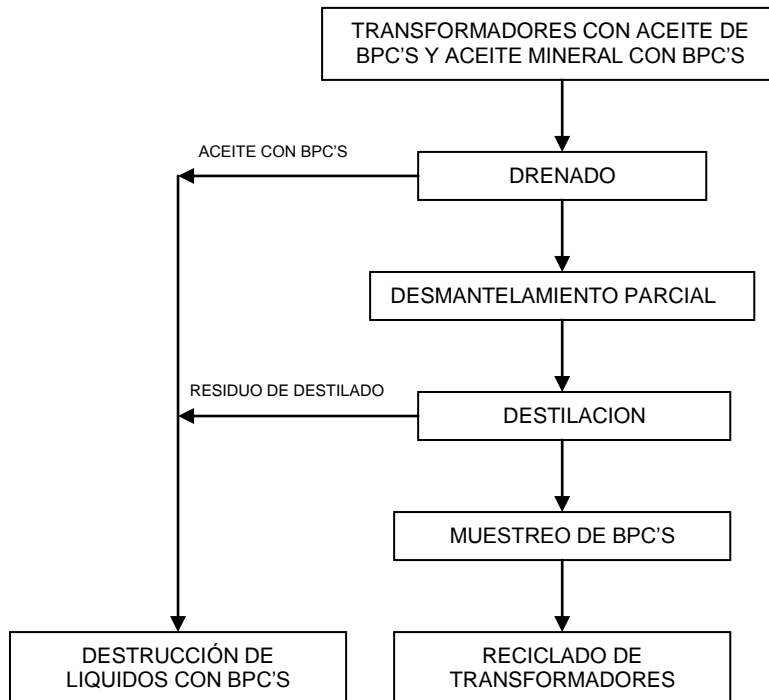 TRANSFORMADORES CON ACEITE DE
BPC'S Y ACEITE MINERAL CON BPC'S
ACEITE CON BPC'S
DRENADO
DESMANTELAMIENTO PARCIAL
RESIDUO DE DESTILADO
DESTILACION
MUESTREO DE BPC'S
DESTRUCCIÓN DE
LIQUIDOS CON BPC'S
RECICLADO DE
TRANSFORMADORES